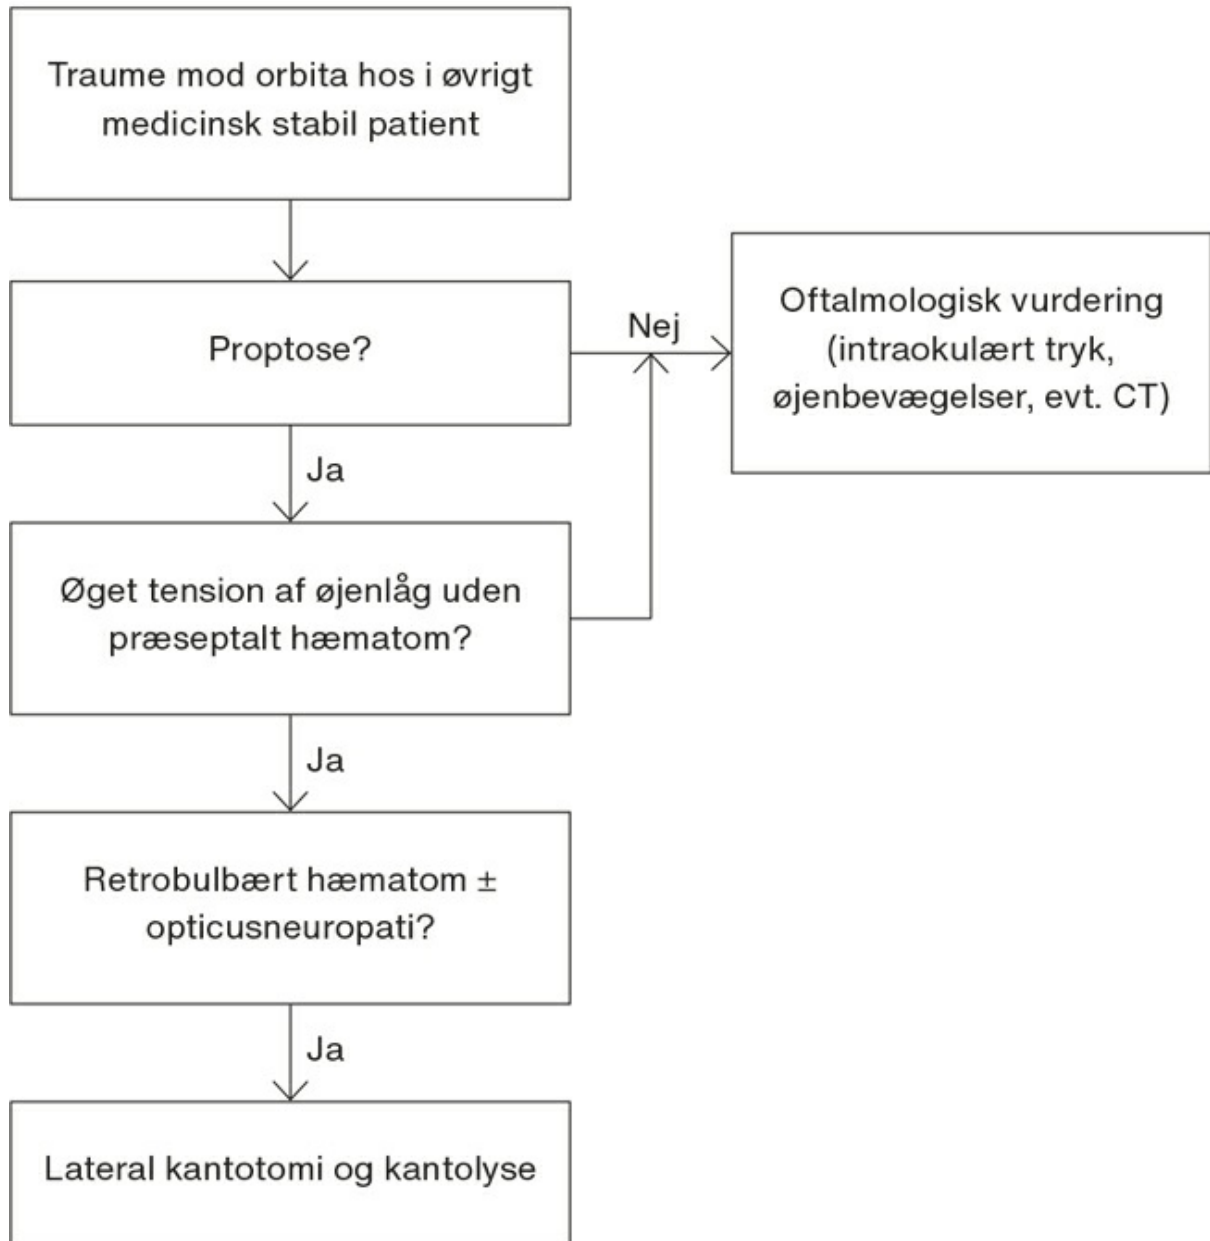 Traume mod orbita hos i øvrigt
medicinsk stabil patient
Proptose?
Nej
Oftalmologisk vurdering
(intraokulært tryk,
øjenbevægelser, evt. CT)
Ja
Øget tension af øjenlåg uden
præseptalt hæmatom?
Ja
Retrobulbært hæmatom ±
opticusneuropati?
Ja
Lateral kantotomi og kantolyse